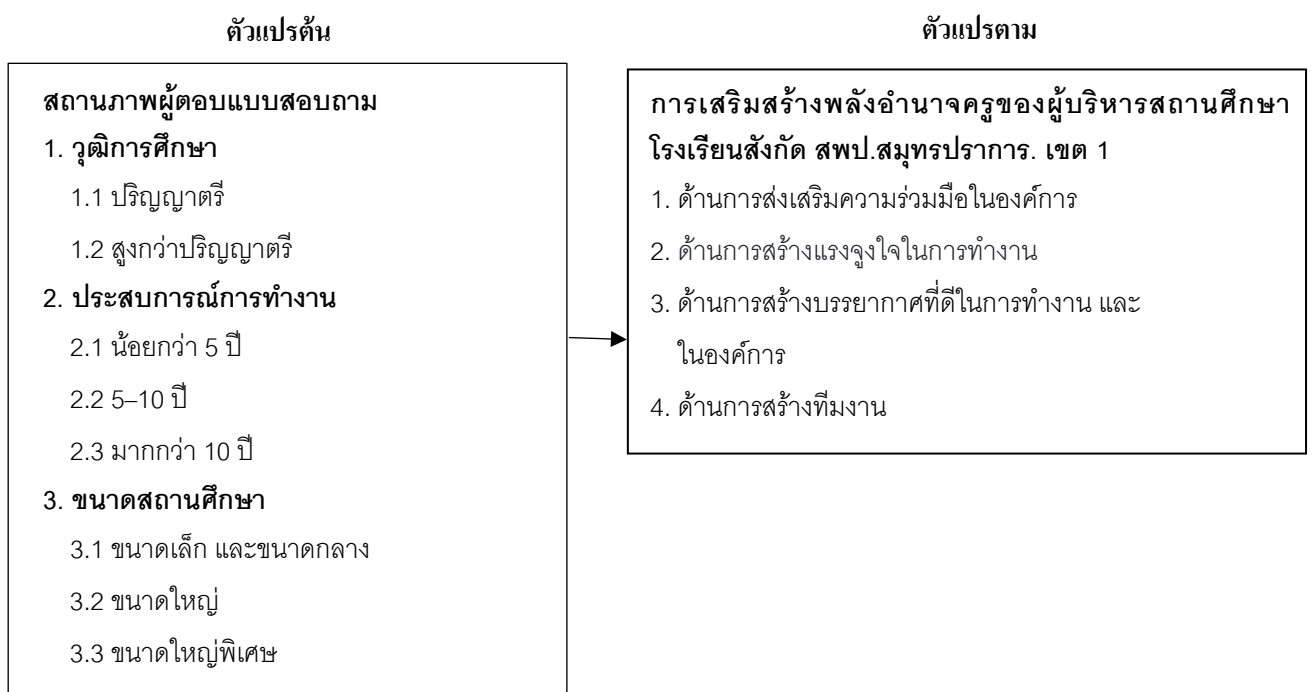 ตัวแปรต้น
ตัวแปรตาม
สถานภาพผู้ตอบแบบสอบถาม
1. วุฒิการศึกษา
1.1 ปริญญาตรี
1.2 สูงกว่าปริญญาตรี
2. ประสบการณ์การทำงาน
2.1 น้อยกว่า 5 ปี
2.2 5–10 ปี
2.3 มากกว่า 10 ปี
3. ขนาดสถานศึกษา
3.1 ขนาดเล็ก และขนาดกลาง
3.2 ขนาดใหญ่
3.3 ขนาดใหญ่พิเศษ
การเสริมสร้างพลังอำนาจครูของผู้บริหารสถานศึกษา
โรงเรียนสังกัด สพป.สมุทรปราการ. เขต 1
1. ด้านการส่งเสริมความร่วมมือในองค์การ
2. ด้านการสร้างแรงจูงใจในการทำงาน
3. ด้านการสร้างบรรยากาศที่ดีในการทำงาน และ
ในองค์การ
4. ด้านการสร้างทีมงาน